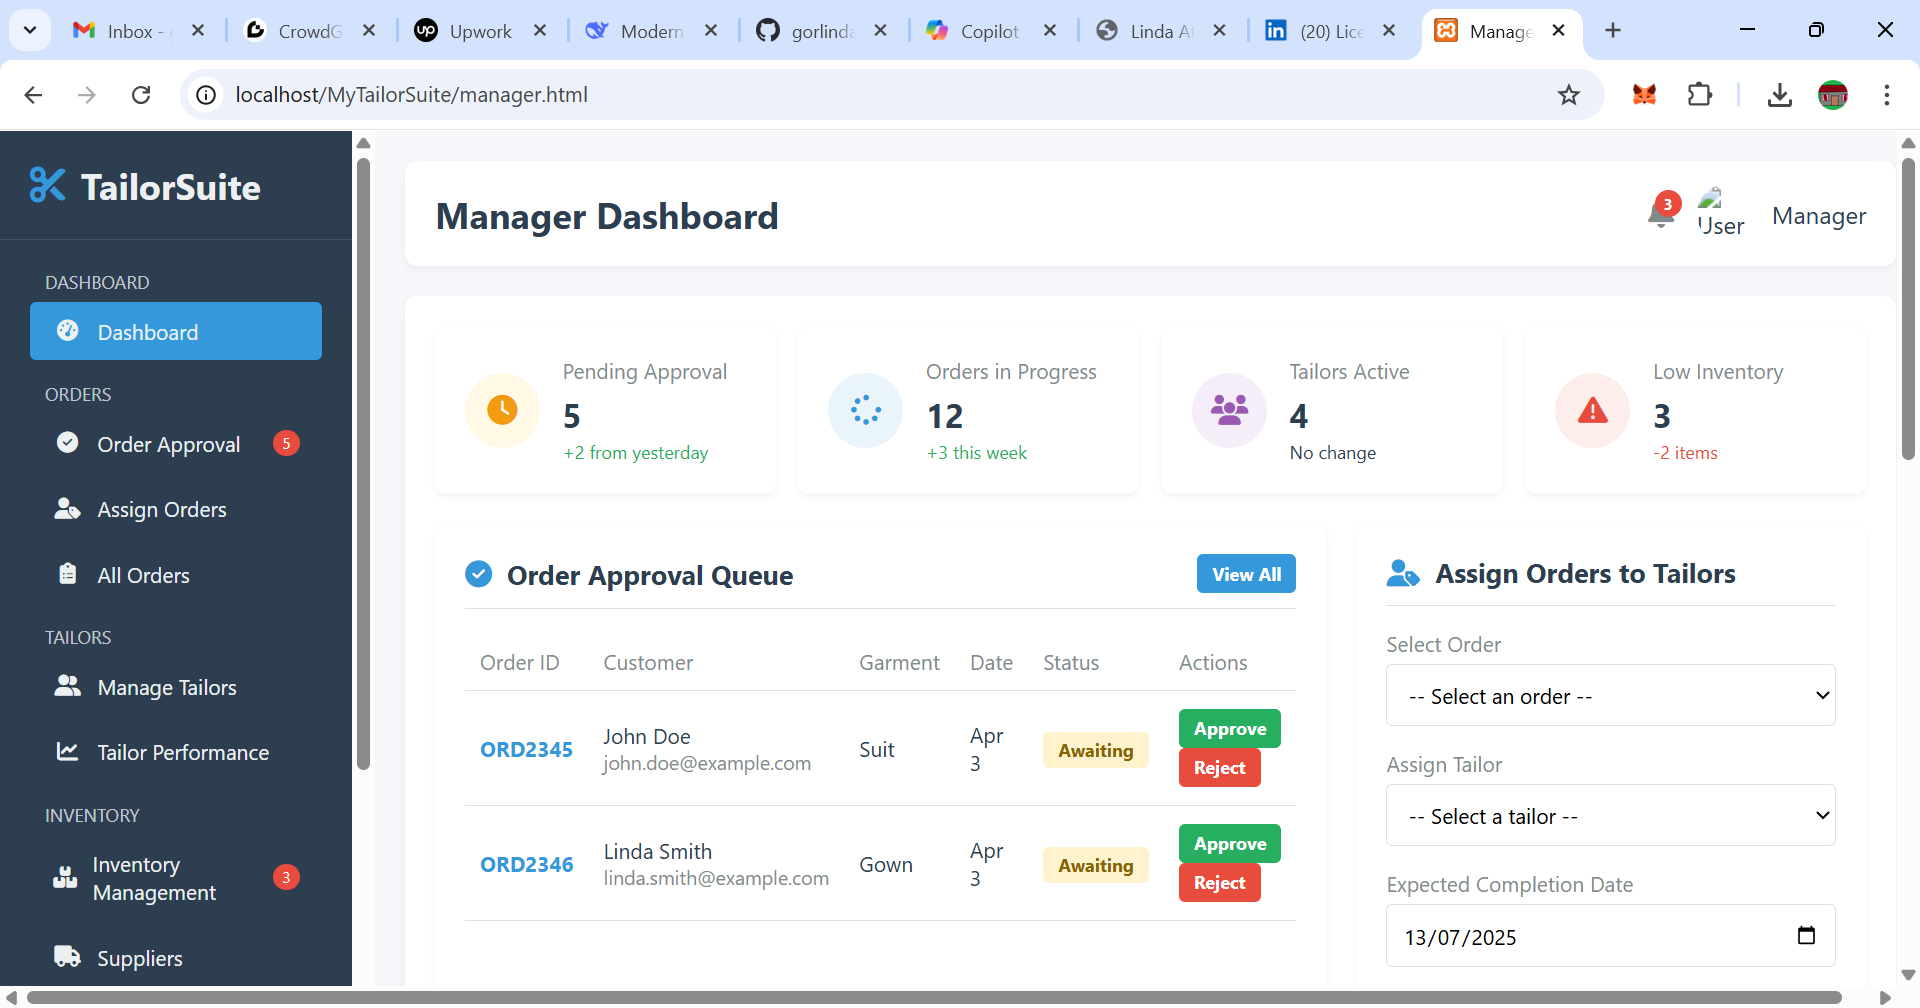 Inbox - g
CrowdG
Upwork
Modern
gorlinda
Copilot
Linda At
(20) Lice
Manage
localhost/MyTailorSuite/manager.html
TailorSuite
DASHBOARD
Dashboard
ORDERS
Order Approval 5
Assign Orders
All Orders
TAILORS
Manage Tailors
Tailor Performance
INVENTORY
Inventory
Management 3
Suppliers
Manager Dashboard
3
User
Manager
Pending Approval
5
+2 from yesterday
Orders in Progress
12
+3 this week
Tailors Active
4
No change
Low Inventory
3
-2 items
Order Approval Queue
View All
Order ID Customer Garment Date Status Actions
ORD2345
John Doe
john.doe@example.com
Suit
Apr
3
Awaiting
Approve
Reject
ORD2346
Linda Smith
linda.smith@example.com
Gown
Apr
3
Awaiting
Approve
Reject
Assign Orders to Tailors
Select Order
-- Select an order --
Assign Tailor
-- Select a tailor --
Expected Completion Date
13/07/2025